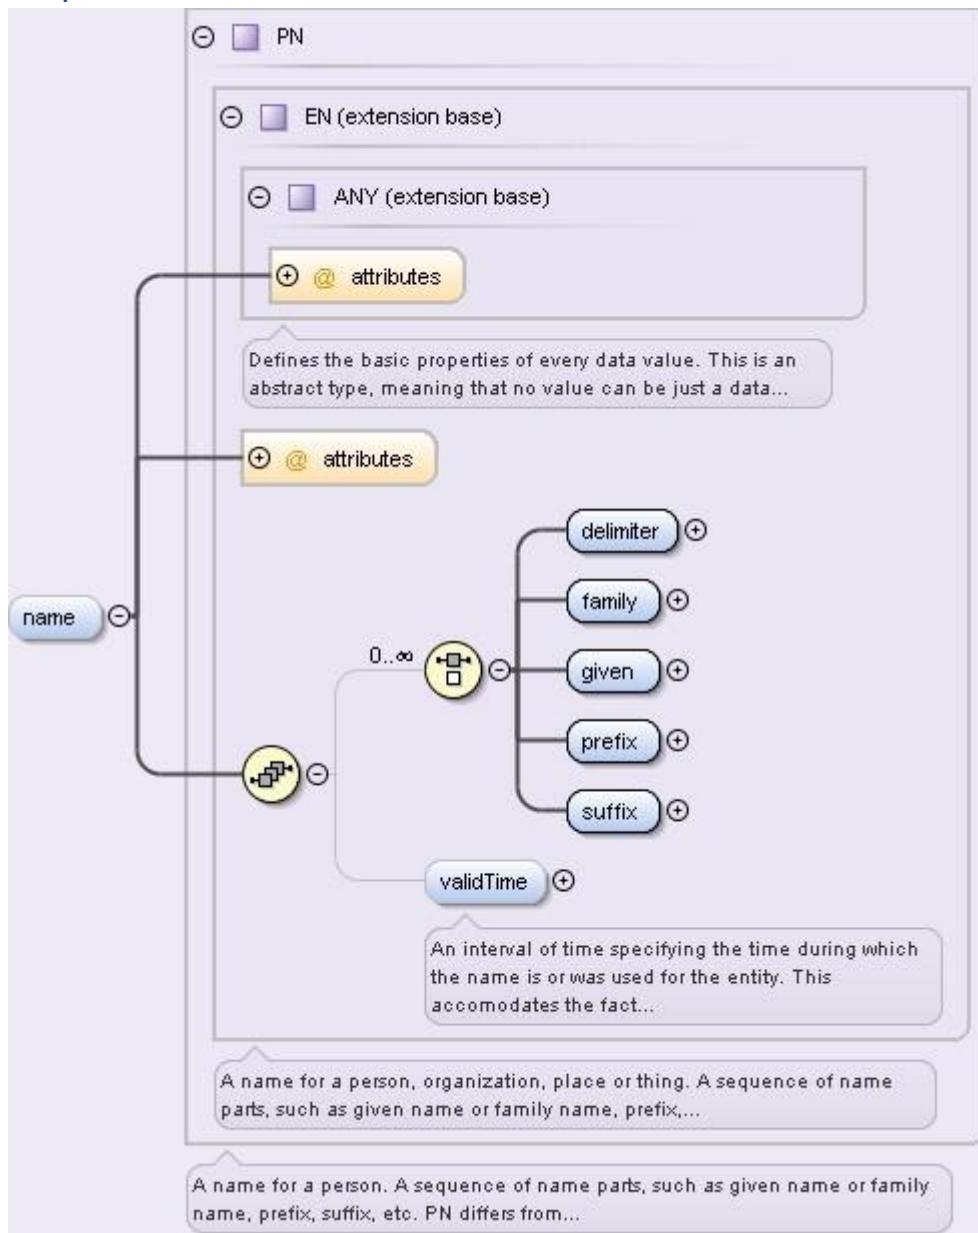 PN
EN (extension base)
ANY (extension base)
@ attributes
Defines the basic properties of every data value. This is an
abstract type, meaning that no value can be just a data...
@ attributes
delimiter
family
name
0..∞
given
prefix
suffix
validTime
An interval of time specifying the time during which
the name is or was used for the entity. This
accomodates the fact...
A name for a person, organization, place or thing. A sequence of name
parts, such as given name or family name, prefix,...
A name for a person. A sequence of name parts, such as given name or family
name, prefix, suffix, etc. PN differs from...